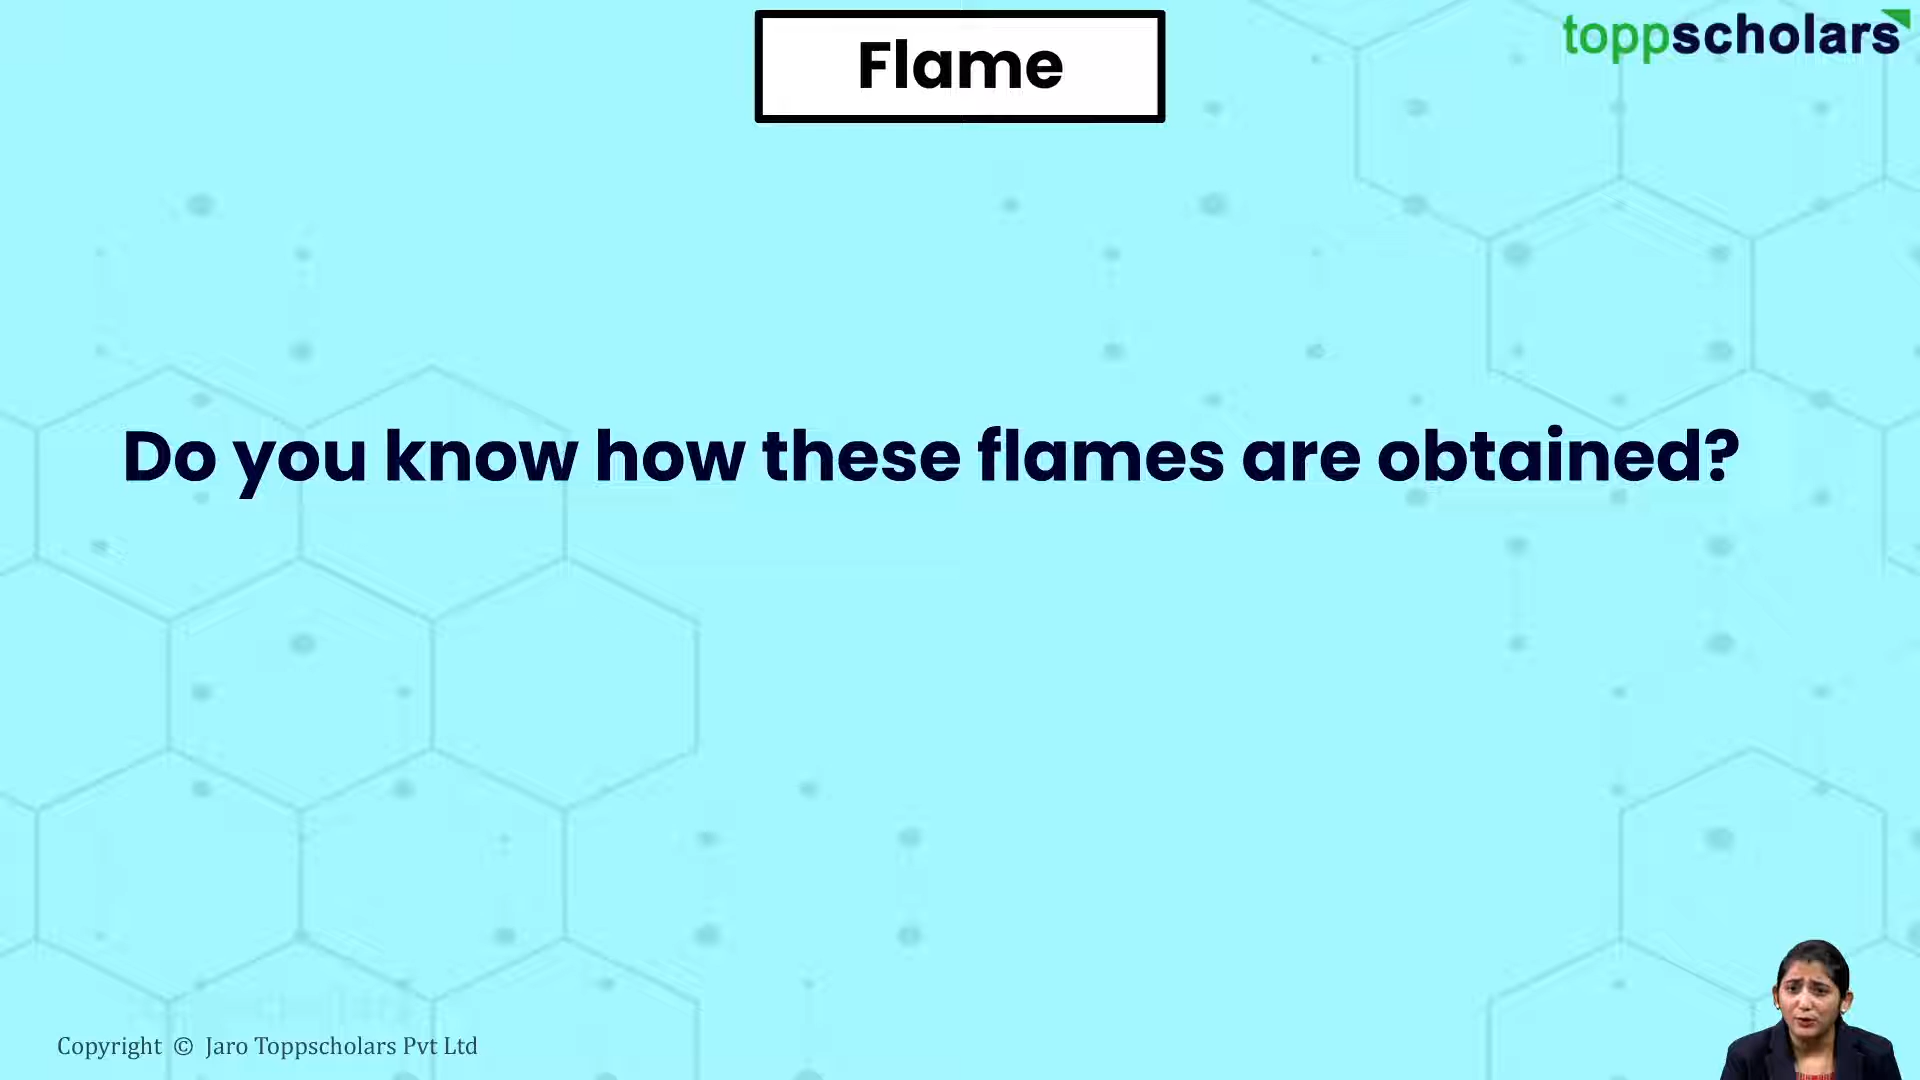 Flame
toppscholars
Do you know how these flames are obtained?
Copyright © Jaro Toppscholars Pvt Ltd